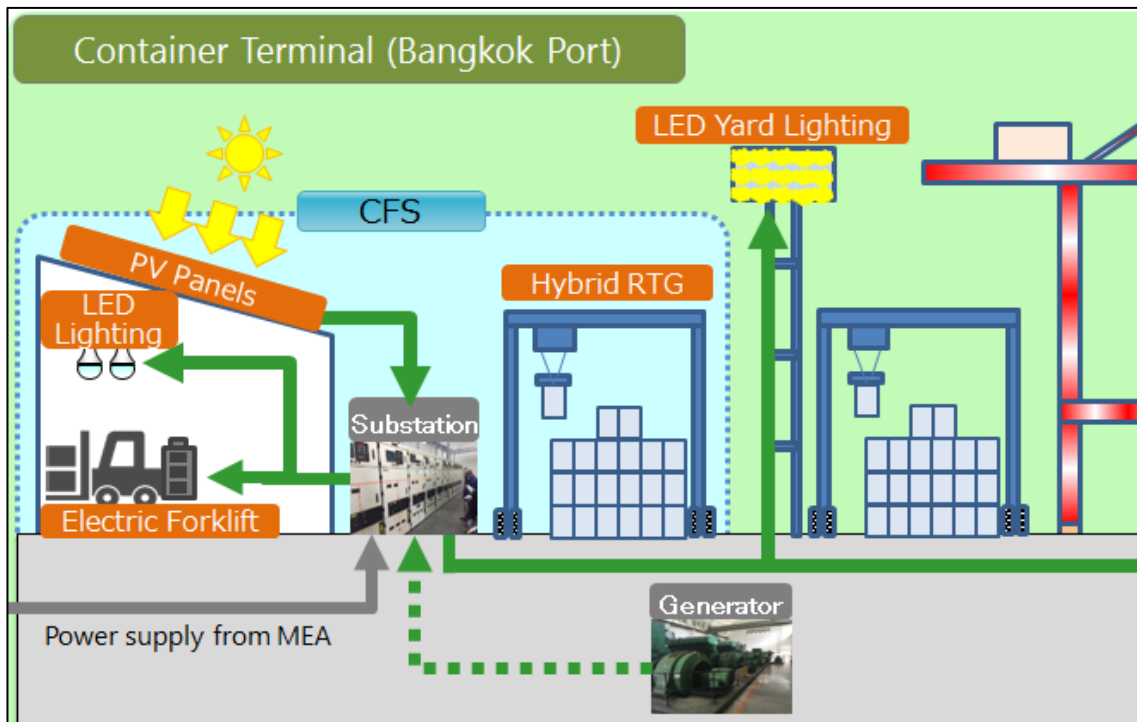 Container Terminal (Bangkok Port)
LED Yard Lighting
CFS
PV Panels
Hybrid RTG
LED
Lighting
Substation
Electric Forklift
Generator
Power supply from MEA